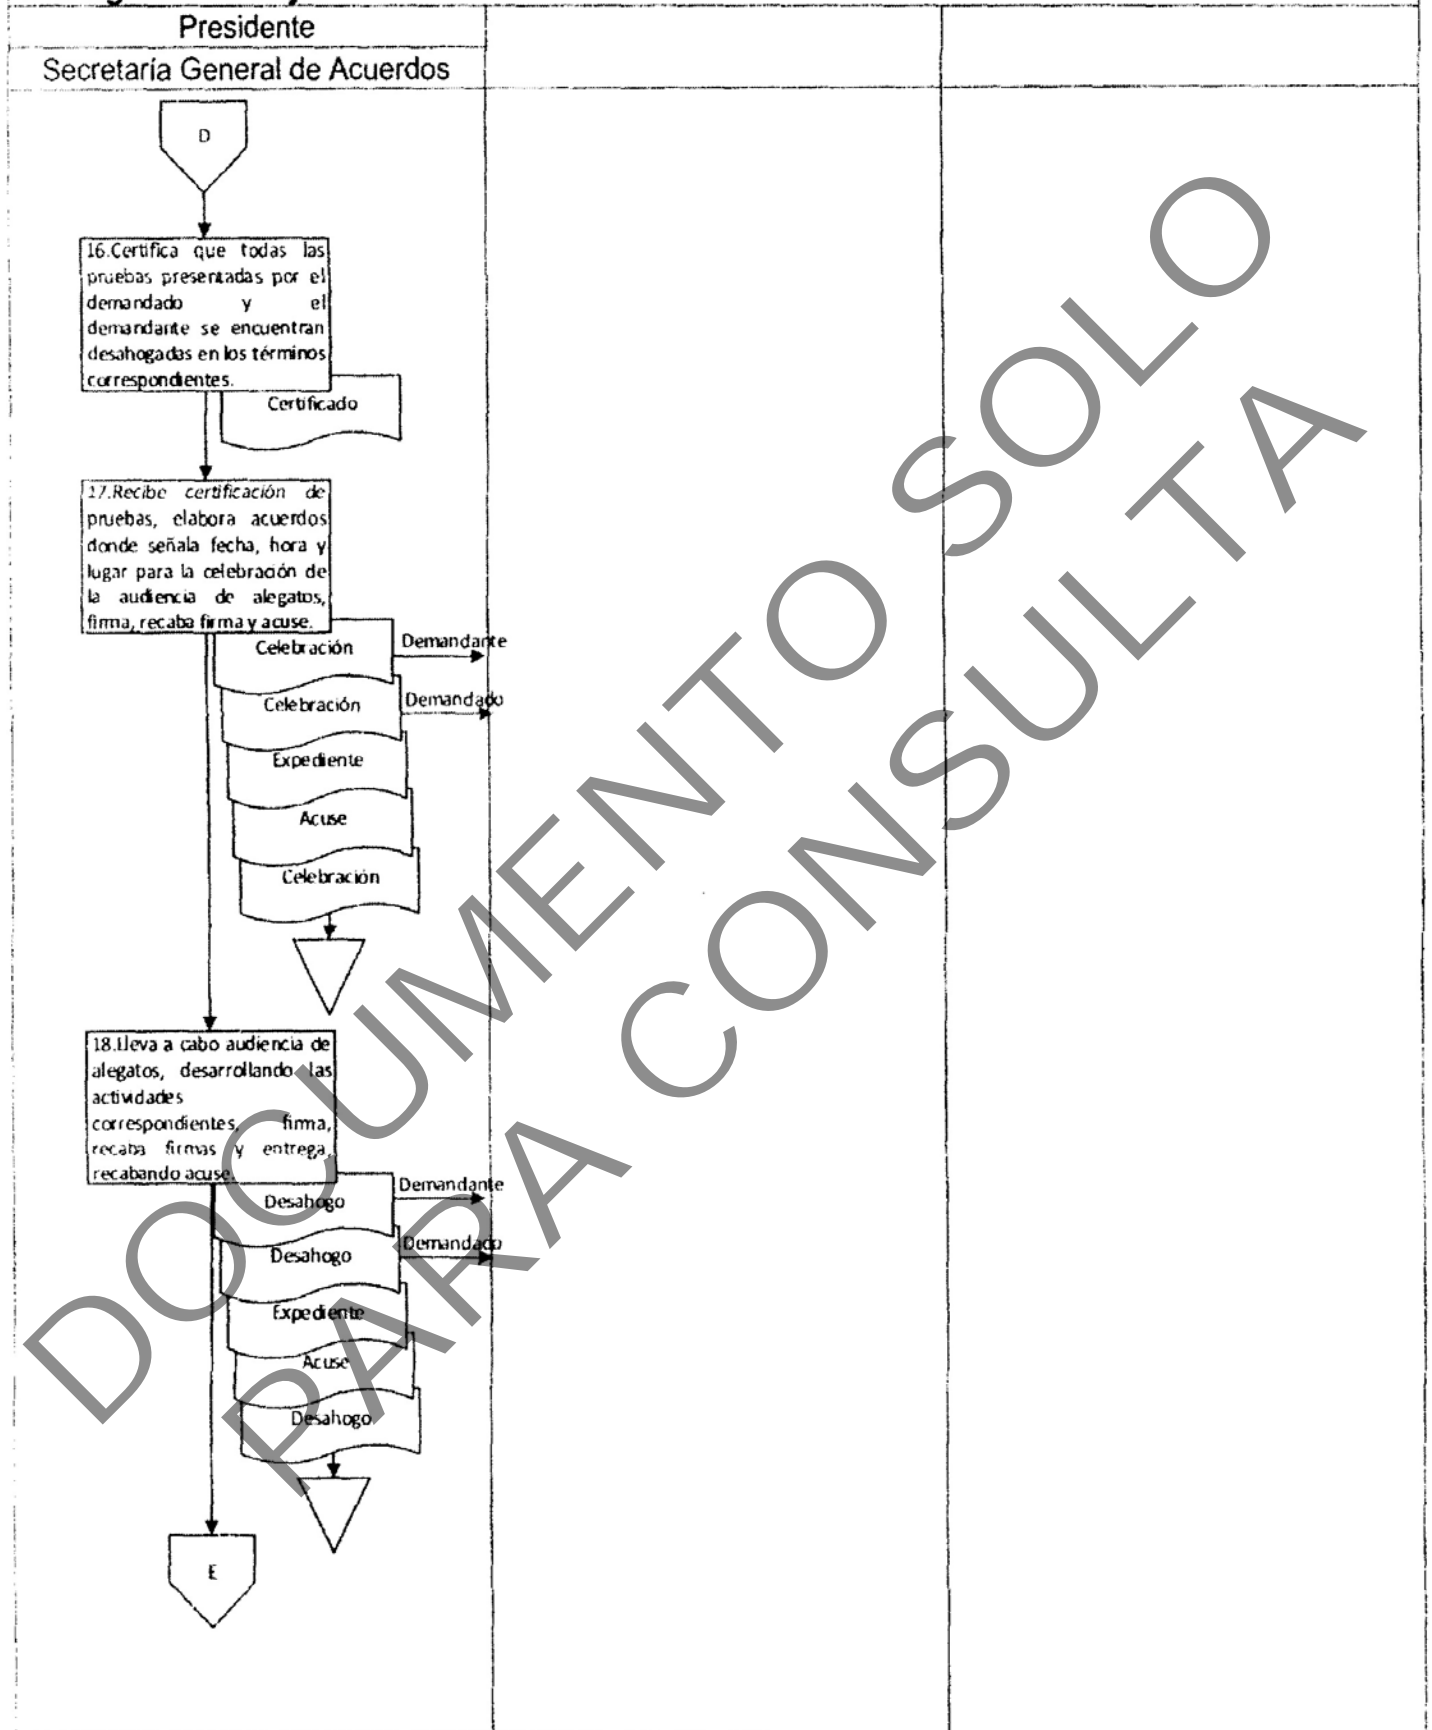 Presidente
Secretaría General de Acuerdos
D
16.Certifica que todas las
pruebas presentadas por el
demandado y el
demandante se encuentran
desahogadas en los términos
correspondientes.
Certificado
17.Recibe certificación de
pruebas, elabora acuerdos
donde señala fecha, hora y
lugar para la celebración de
la audiencia de alegatos,
firma, recaba firma y acuse.
Celebración
Demandante
Celebración
Demandado
Expediente
Acuse
Celebración
18.Lleva a cabo audiencia de
alegatos, desarrollando las
actividades
correspondientes, firma,
recaba firmas y entrega,
recabando acuse.
Desahogo
Demandante
Desahogo
Demandado
Expediente
Acuse
Desahogo
E
DOCUMENTO SOLO
PARA CONSULTA